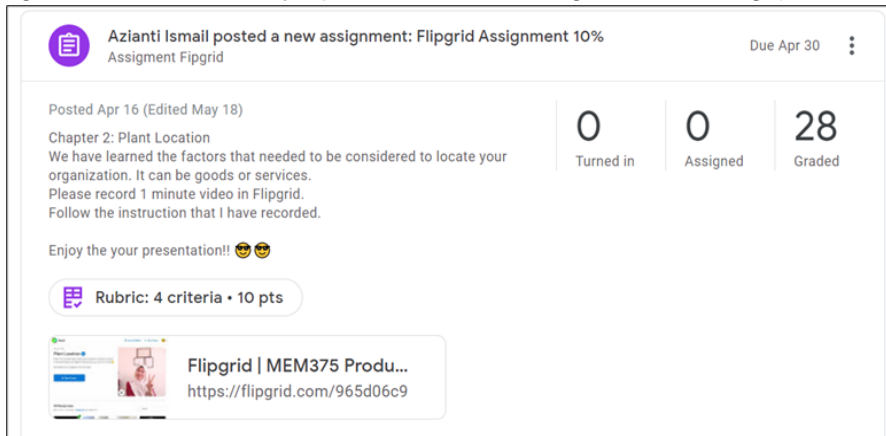 Azianti Ismail posted a new assignment: Flipgrid Assignment 10%
Assigment Fipgrid
Due Apr 30
Posted Apr 16 (Edited May 18)
0
Turned in
0
Assigned
28
Graded
Chapter 2: Plant Location
We have learned the factors that needed to be considered to locate your
organization. It can be goods or services.
Please record 1 minute video in Flipgrid.
Follow the instruction that I have recorded.
Enjoy the your presentation!! 😎😎
Rubric: 4 criteria • 10 pts
Flipgrid | MEM375 Produ...
https://flipgrid.com/965d06c9